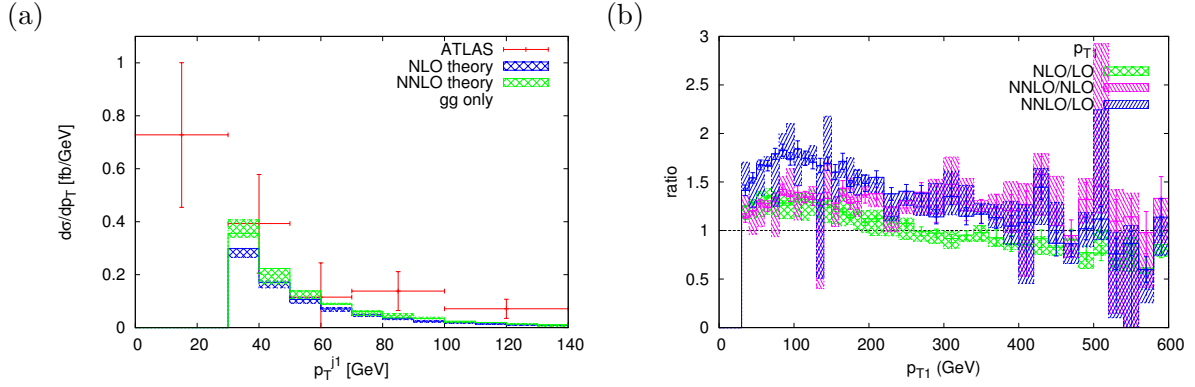 (a)
dσ/dp_T [fb/GeV]
1
0.8
0.6
0.4
0.2
0
ATLAS
NLO theory
NNLO theory
gg only
0 20 40 60 80 100 120 140
p_T^j1 [GeV]
(b)
ratio
3
2.5
2
1.5
1
0.5
0
p_T1
NLO/LO
NNLO/NLO
NNLO/LO
0 100 200 300 400 500 600
p_T1 (GeV)